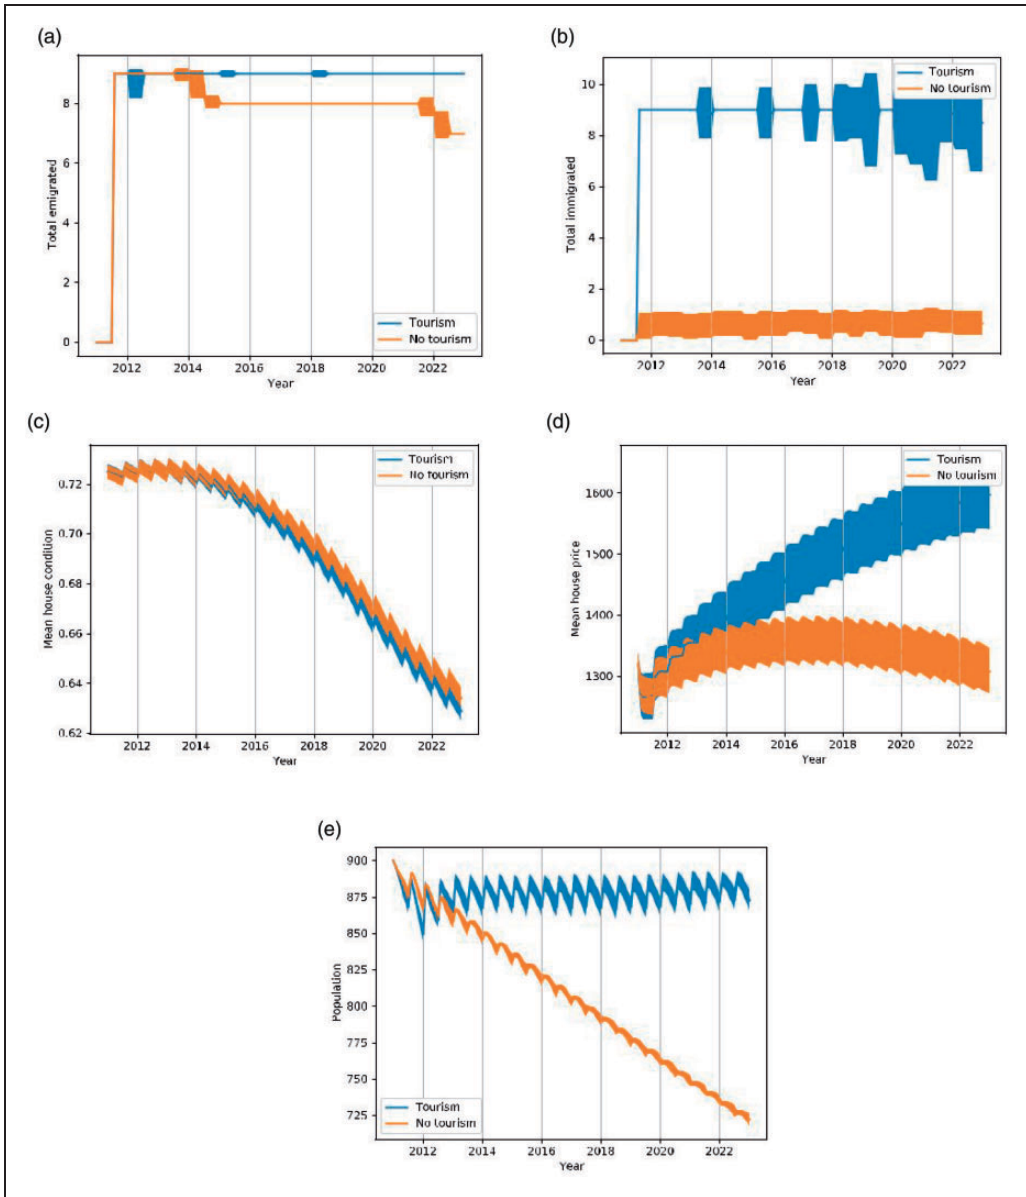 (a)
Total emigrated
8
6
4
2
0
2012 2014 2016 2018 2020 2022
Year
Tourism
No tourism
(b)
Total immigrated
10
8
6
4
2
0
2012 2014 2016 2018 2020 2022
Year
Tourism
No tourism
(c)
Mean house condition
0.72
0.70
0.68
0.66
0.64
0.62
2012 2014 2016 2018 2020 2022
Year
Tourism
No tourism
(d)
Mean house price
1600
1500
1400
1300
2012 2014 2016 2018 2020 2022
Year
Tourism
No tourism
(e)
Population
900
875
850
825
800
775
750
725
2012 2014 2016 2018 2020 2022
Year
Tourism
No tourism